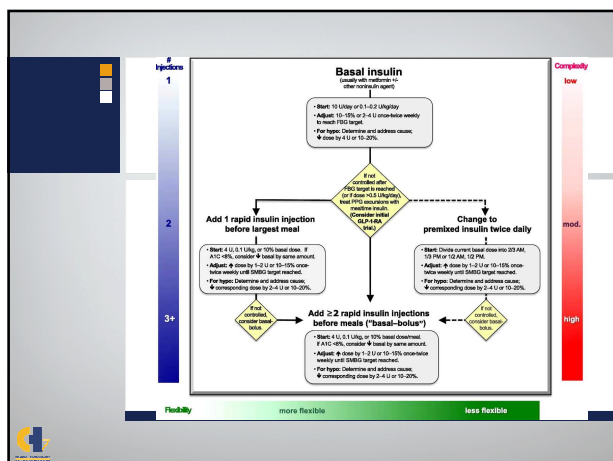 #
Injections
Complexity
1
Basal insulin
(usually with metformin +/-
other noninsulin agent)
low
• Start: 10 U/day or 0.1–0.2 U/kg/day
• Adjust: 10–15% or 2–4 U once-twice weekly
to reach FBG target.
• For hypo: Determine and address cause;
↓ dose by 4 U or 10–20%.
If not
controlled after
FBG target is reached
(or if dose >0.5 U/kg/day),
treat PPG excursions with
mealtime insulin.
(Consider initial
GLP-1-RA
trial.)
2
Add 1 rapid insulin injection
before largest meal
Change to
premixed insulin twice daily
mod.
• Start: 4 U, 0.1 U/kg, or 10% basal dose. If
A1C <8%, consider ↓ basal by same amount.
• Adjust: ↑ dose by 1–2 U or 10–15% once-
twice weekly until SMBG target reached.
• For hypo: Determine and address cause;
↓ corresponding dose by 2–4 U or 10–20%.
• Start: Divide current basal dose into 2/3 AM,
1/3 PM or 1/2 AM, 1/2 PM.
• Adjust: ↑ dose by 1–2 U or 10–15% once-
twice weekly until SMBG target reached.
• For hypo: Determine and address cause;
↓ corresponding dose by 2–4 U or 10–20%.
3+
If not
controlled,
consider basal-
bolus.
Add ≥2 rapid insulin injections
before meals ("basal–bolus")
If not
controlled,
consider basal-
bolus.
high
• Start: 4 U, 0.1 U/kg, or 10% basal dose/meal.
If A1C <8%, consider ↓ basal by same amount.
• Adjust: ↑ dose by 1–2 U or 10–15% once-twice
weekly until SMBG target reached.
• For hypo: Determine and address cause;
↓ corresponding dose by 2–4 U or 10–20%.
Flexibility
more flexible
less flexible